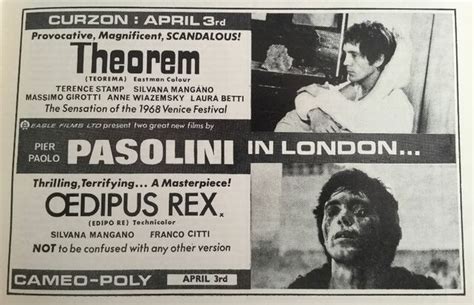 CURZON : APRIL 3rd
Provocative, Magnificent, SCANDALOUS!
Theorem
(TEOREMA) Eastman Colour
TERENCE STAMP SILVANA MANGANO
MASSIMO GIROTTI ANNE WIAZEMSKY LAURA BETTI
The Sensation of the 1968 Venice Festival
EAGLE FILMS LTD present two great new films by
PIER
PAOLO
PASOLINI IN LONDON...
Thrilling, Terrifying... A Masterpiece!
ŒDIPUS REX x
(EDIPO RE) Technicolor
SILVANA MANGANO FRANCO CITTI
NOT to be confused with any other version
CAMEO-POLY APRIL 3rd